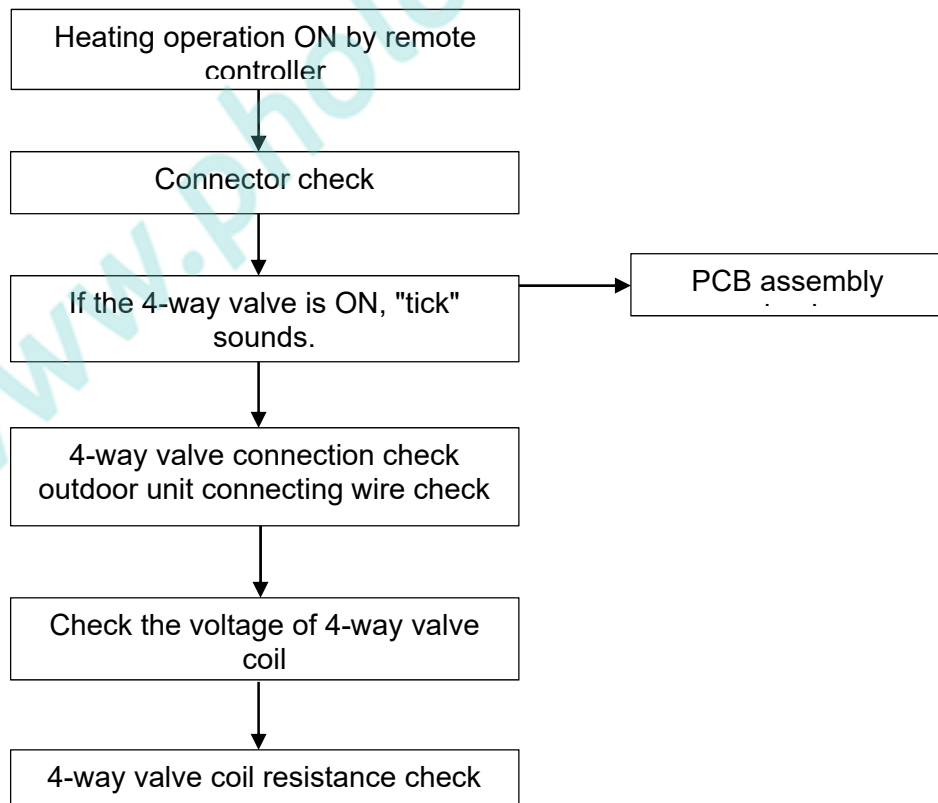 Heating operation ON by remote
controller
Connector check
If the 4-way valve is ON, "tick"
sounds.
PCB assembly
4-way valve connection check
outdoor unit connecting wire check
Check the voltage of 4-way valve
coil
4-way valve coil resistance check